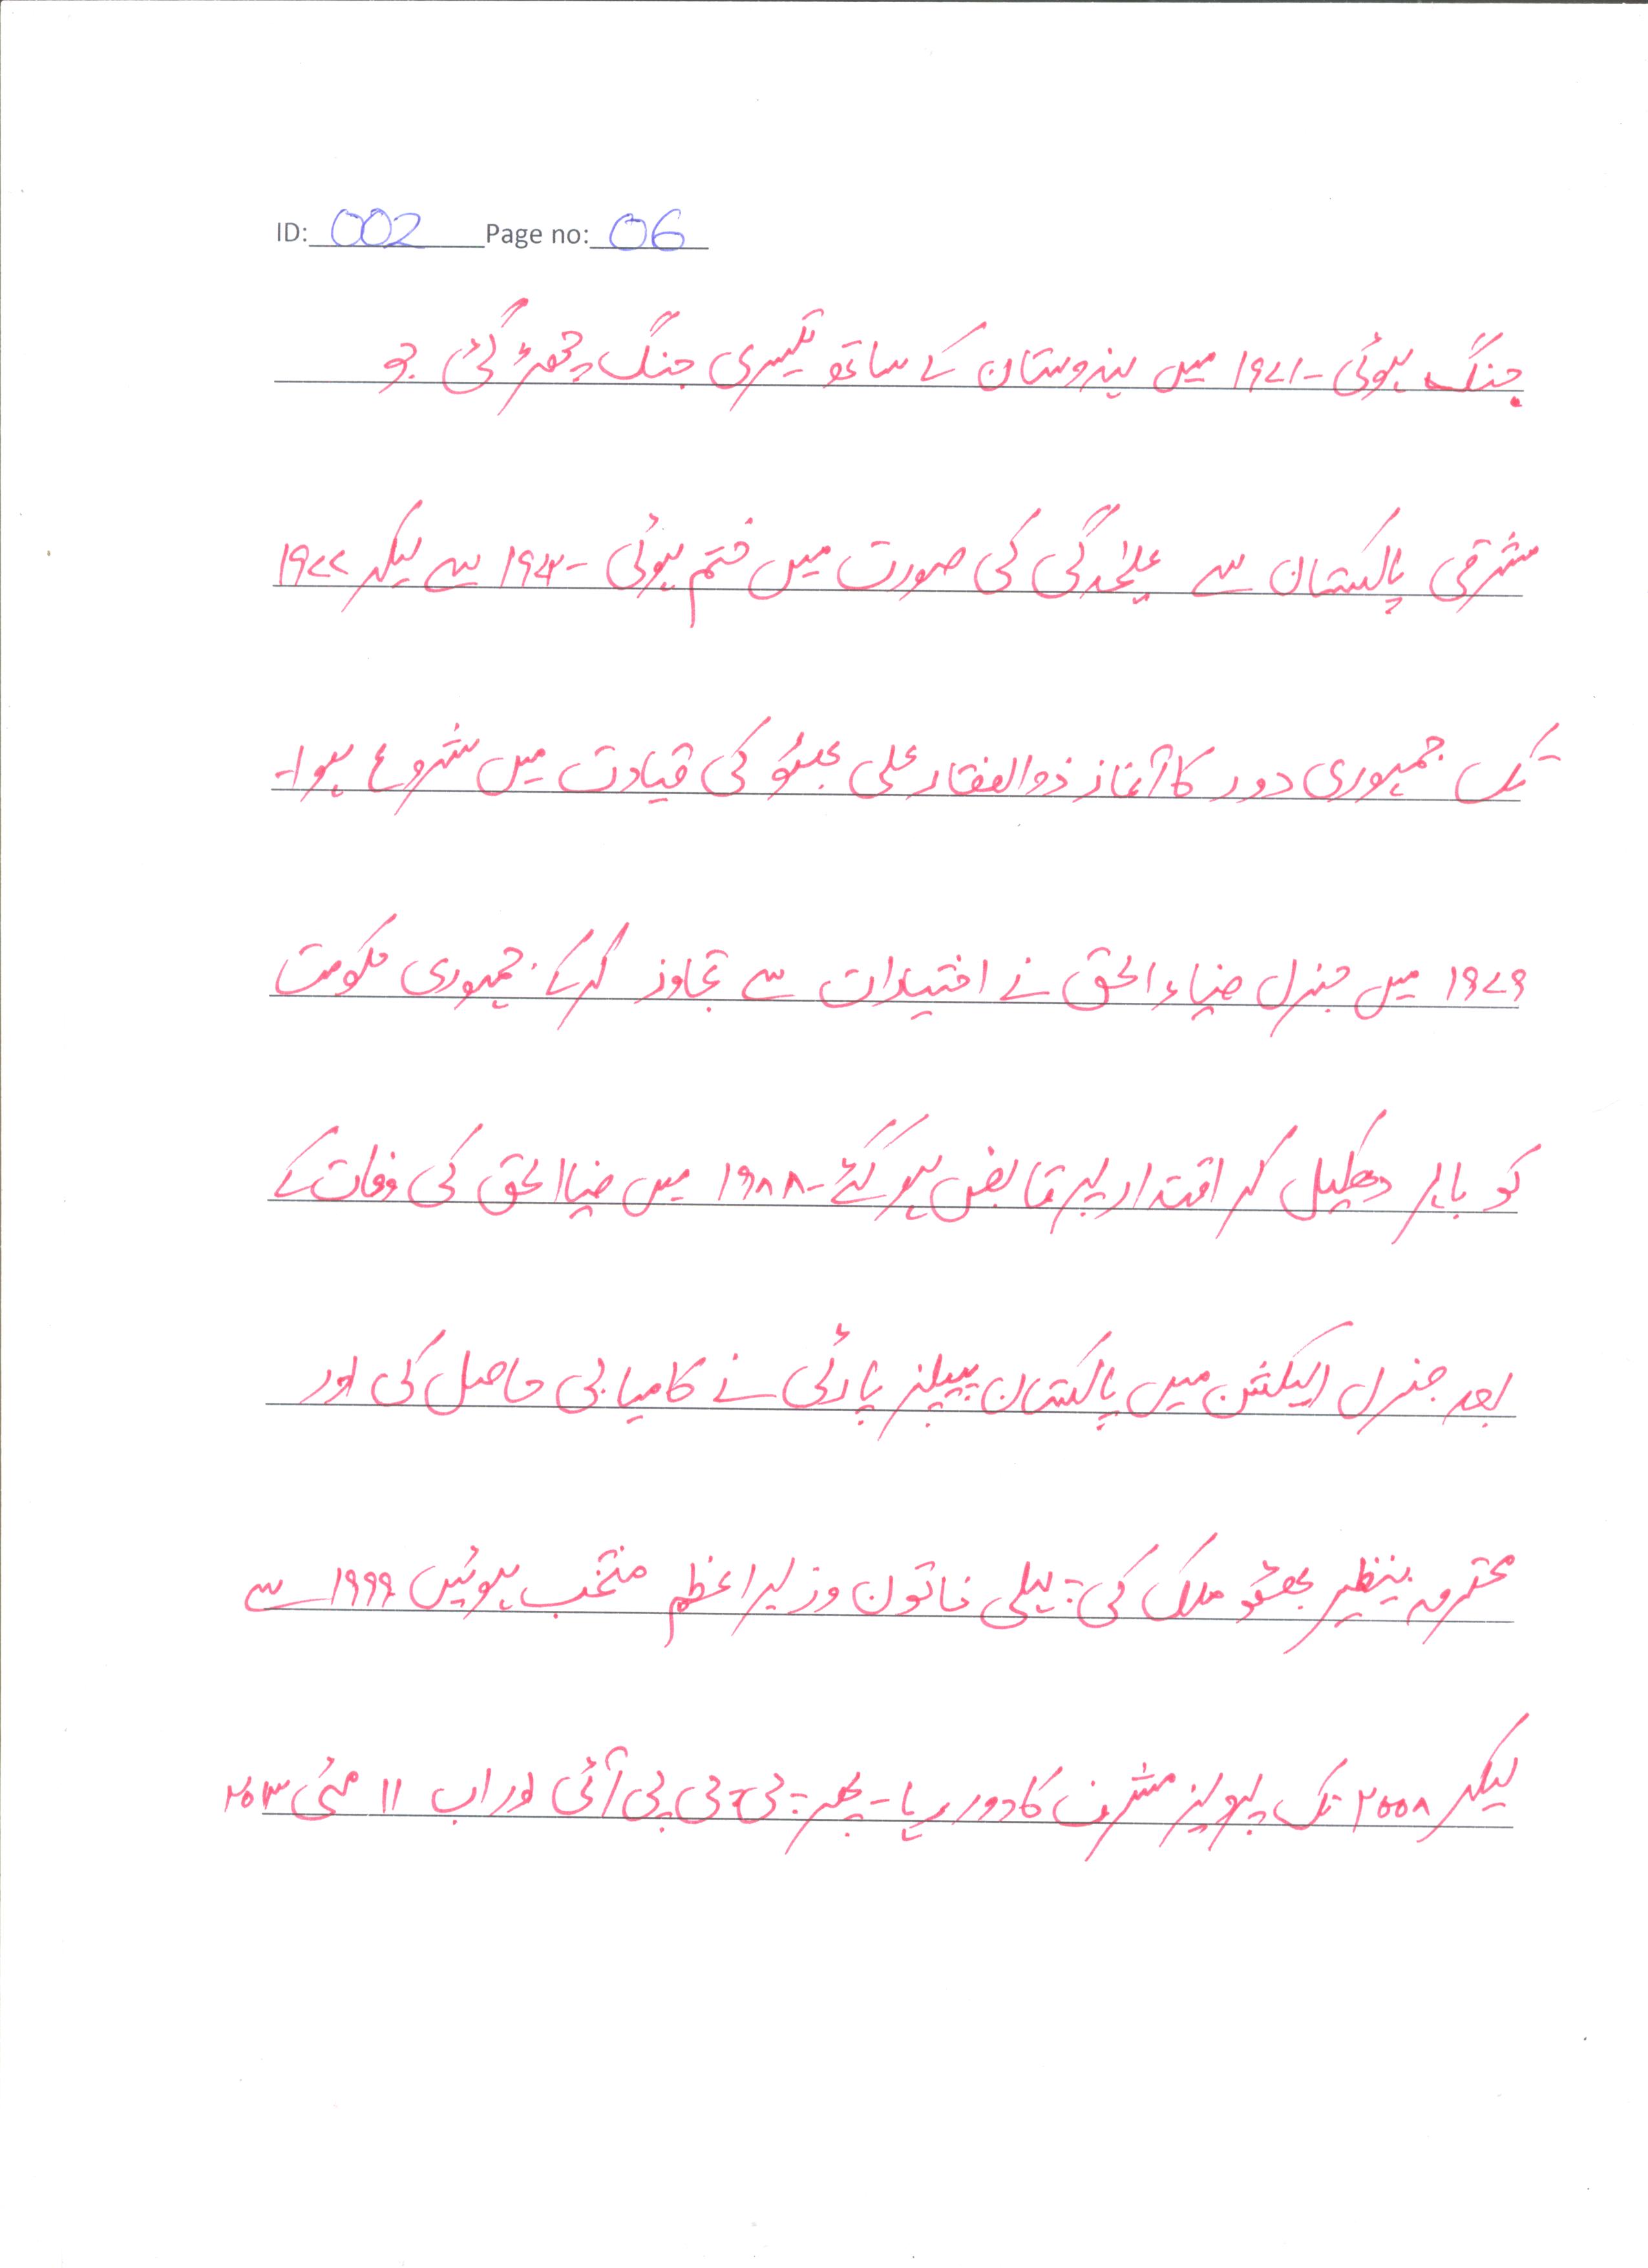 ID: 002 Page no: 06
جنگ ہوئی۔ ۱۹۷۱ میں ہندوستان کے ساتھ تیسری جنگ چھڑ گئی جو
مشرقی پاکستان سے علیٰحدگی کی صورت میں ختم ہوئی۔ ۱۹۷۲ سے لیکر ۱۹۷۷
تک جمہوری دور کا آغاز ذوالفقار علی بھٹو کی قیادت میں شروع ہوا۔
۱۹۷۹ میں جنرل ضیاء الحق نے اختیارات سے تجاوز کرکے جمہوری حکومت
کو باہر دھکیل کر اقتدار پر قابض ہو گئے۔ ۱۹۸۸ میں ضیاالحق کی وفات کے
بعد جنرل الیکشن میں پاکستان پیپلز پارٹی نے کامیابی حاصل کی اور
محترمہ بینظیر بھٹو ملک کی پہلی خاتون وزیراعظم منتخب ہوئیں ۱۹۹۹ سے
لیکر ۲۰۰۸ تک پرویز مشرف کا دور رہا۔ پھر پی پی پی آئی اور اب ۱۱ مئی ۲۰۱۳